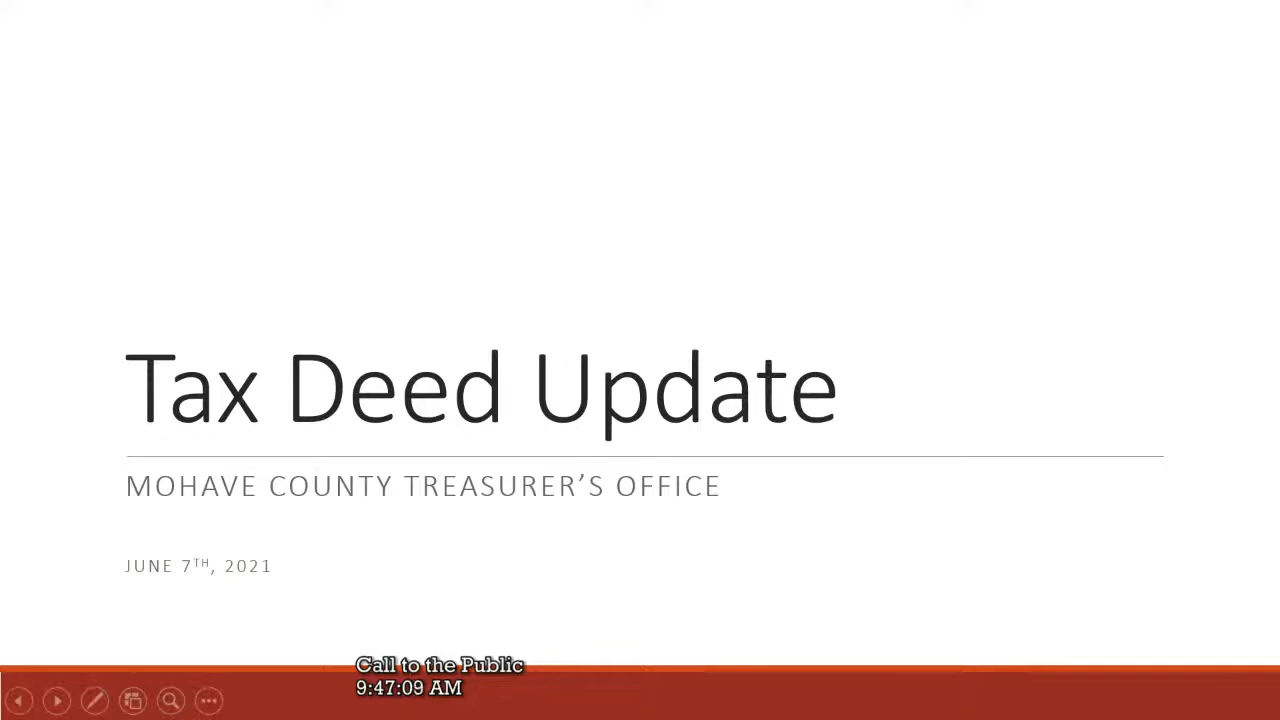 Tax Deed Update
MOHAVE COUNTY TREASURER’S OFFICE
JUNE 7TH, 2021
Call to the Public
9:47:09 AM